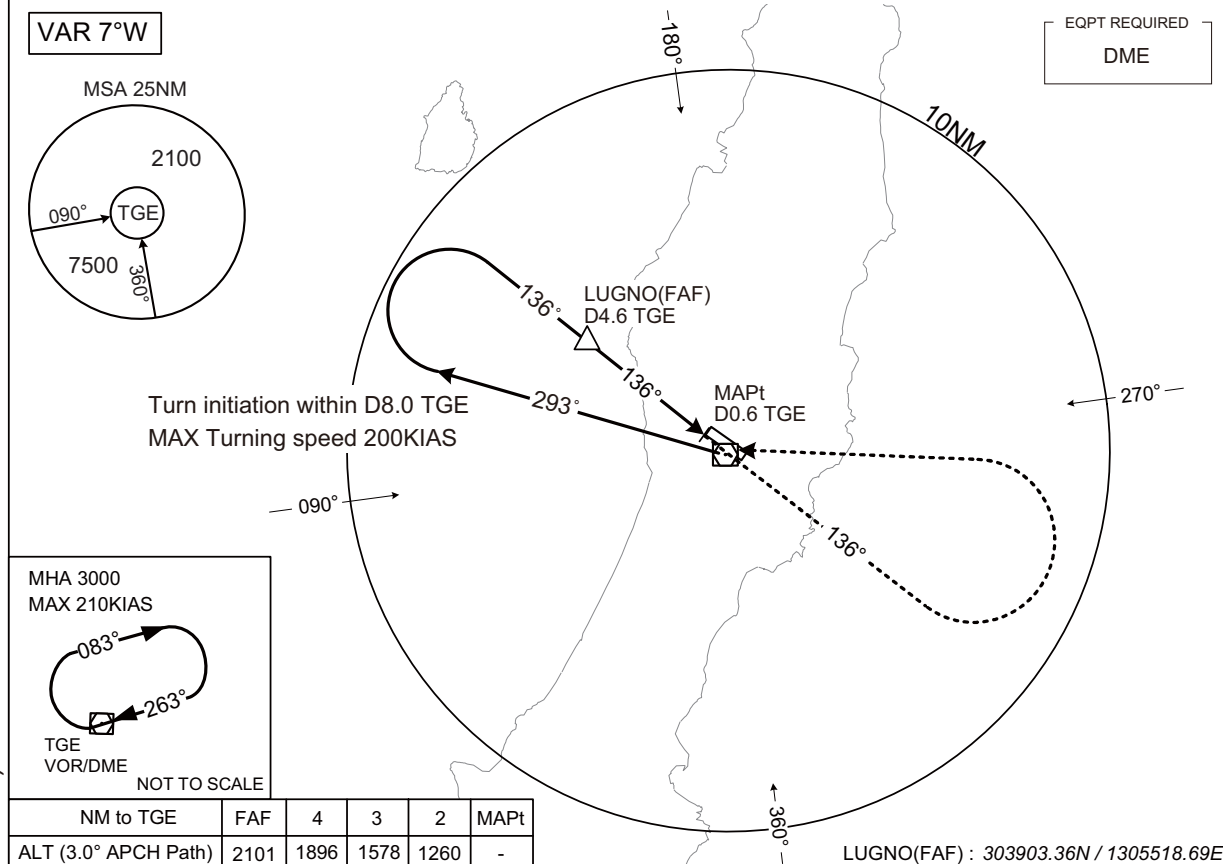 VAR 7°W
EQPT REQUIRED
DME
MSA 25NM
2100
090°
TGE
7500
360°
180°
10NM
136°
LUGNO(FAF)
D4.6 TGE
136°
MAPt
D0.6 TGE
293°
270°
Turn initiation within D8.0 TGE
MAX Turning speed 200KIAS
090°
136°
MHA 3000
MAX 210KIAS
083°
263°
TGE
VOR/DME
NOT TO SCALE
360°
NM to TGE FAF 4 3 2 MAPt
ALT (3.0° APCH Path) 2101 1896 1578 1260 -
LUGNO(FAF) : 303903.36N / 1305518.69E